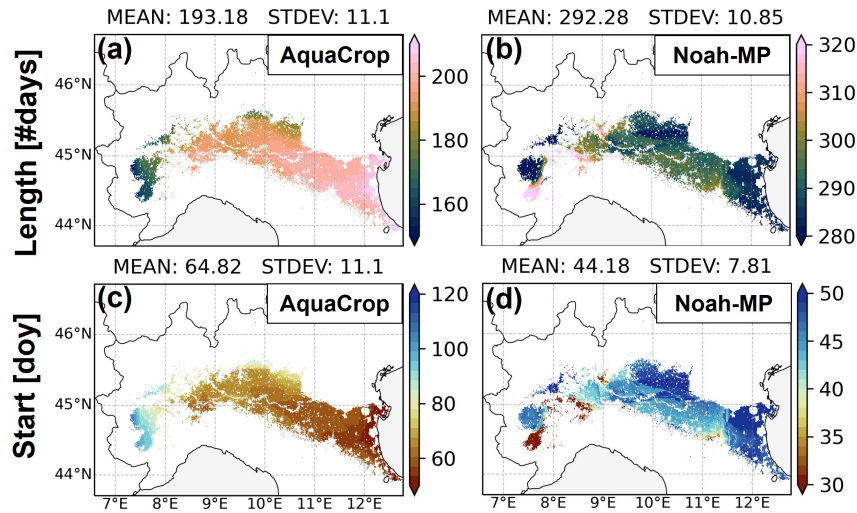 MEAN: 193.18 STDEV: 11.1
MEAN: 292.28 STDEV: 10.85
Length [#days]
(a)
AquaCrop
46°N
45°N
44°N
200
180
160
(b)
Noah-MP
320
310
300
290
280
MEAN: 64.82 STDEV: 11.1
MEAN: 44.18 STDEV: 7.81
Start [doy]
(c)
AquaCrop
46°N
45°N
44°N
7°E 8°E 9°E 10°E 11°E 12°E
120
100
80
60
(d)
Noah-MP
7°E 8°E 9°E 10°E 11°E 12°E
50
45
40
35
30